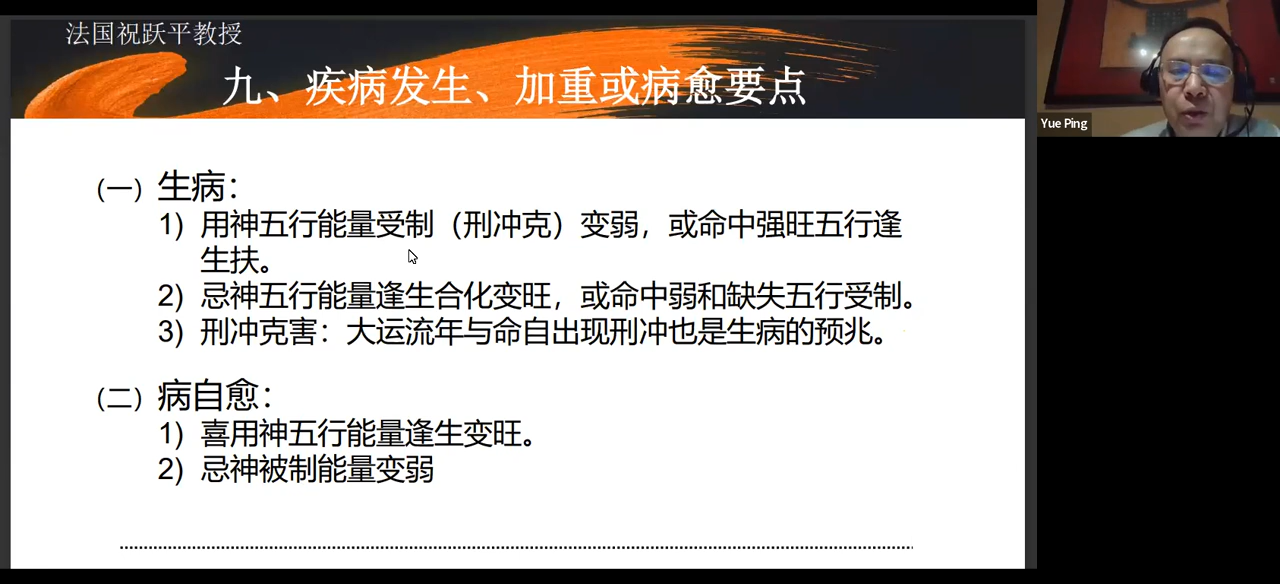 法国祝跃平教授
九、疾病发生、加重或病愈要点
Yue Ping
（一）生病：
1）用神五行能量受制（刑冲克）变弱，或命中强旺五行逢
生扶。
2）忌神五行能量逢生合化变旺，或命中弱和缺失五行受制。
3）刑冲克害：大运流年与命自出现刑冲也是生病的预兆。
（二）病自愈：
1）喜用神五行能量逢生变旺。
2）忌神被制能量变弱